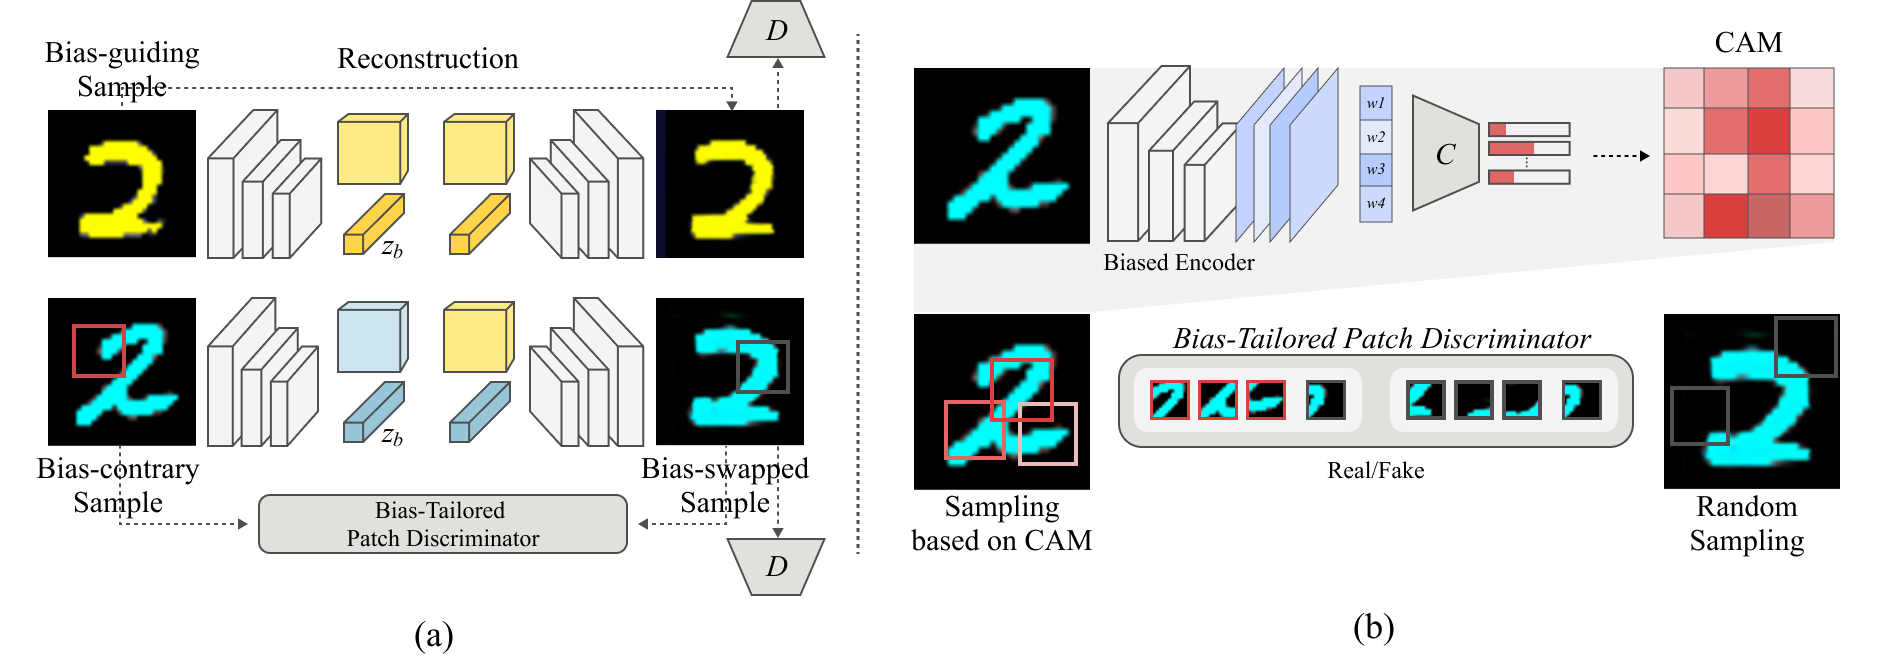 Bias-guiding
Sample
Reconstruction
D
z_b
z_b
Bias-contrary
Sample
Bias-swapped
Sample
Bias-Tailored
Patch Discriminator
D
(a)
CAM
w1
w2
w3
w4
C
Biased Encoder
Bias-Tailored Patch Discriminator
Real/Fake
Sampling
based on CAM
Random
Sampling
(b)